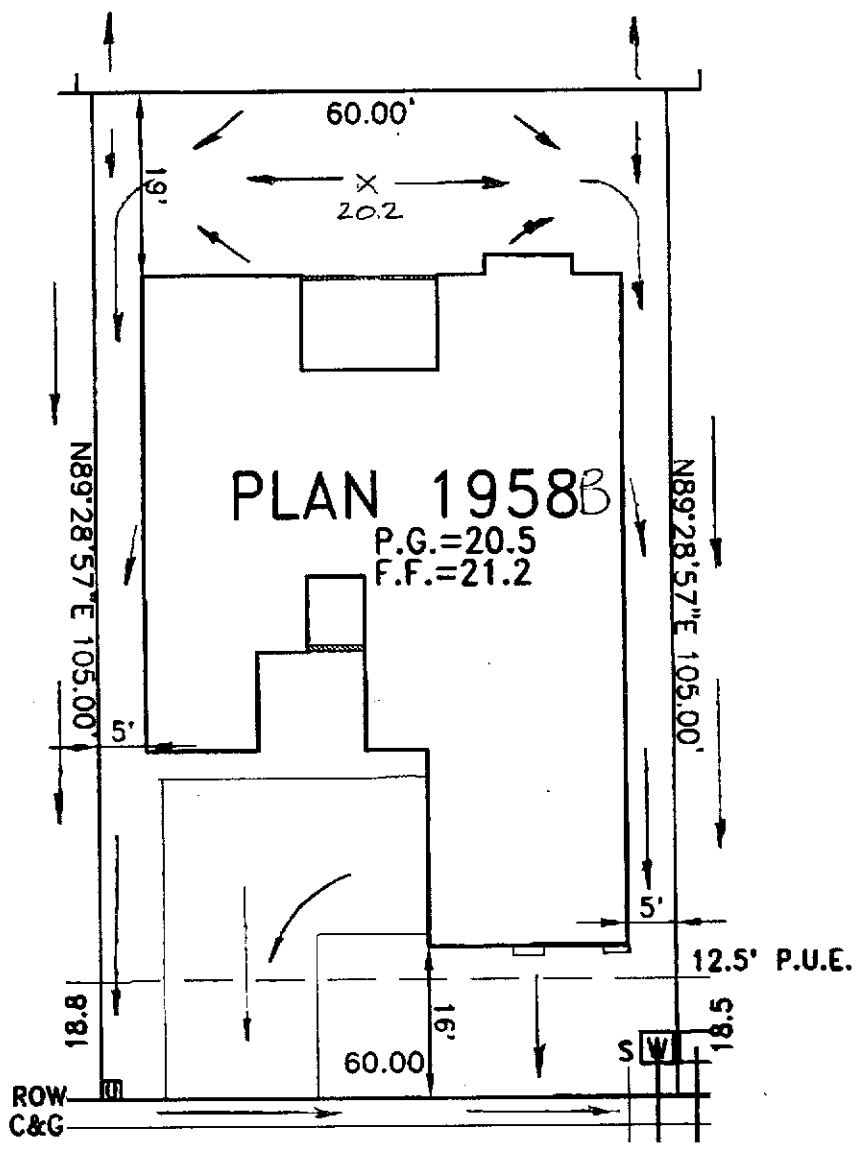 60.00'
19'
X
20.2
PLAN 1958B
P.G.=20.5
F.F.=21.2
N89°28'57"E 105.00'
N89°28'57"E 105.00'
5'
5'
12.5' P.U.E.
18.8
16'
18.5
S W
60.00
U
ROW
C&G